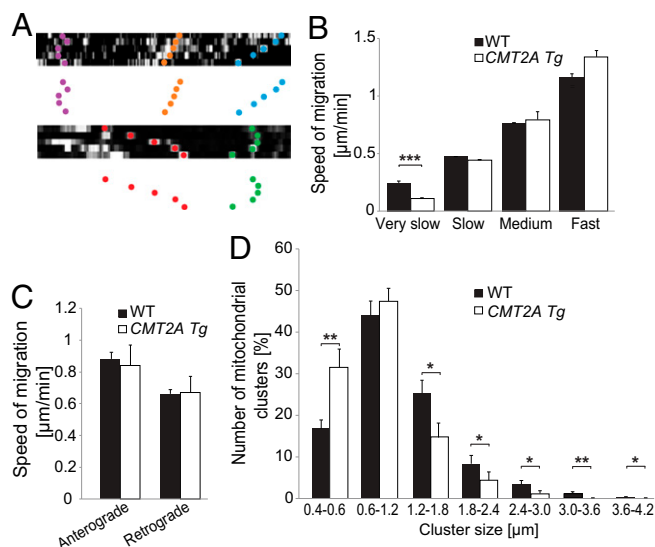 A
B
WT
CMT2A Tg
Speed of migration
[µm/min]
1.5
1
0.5
0
***
Very slow
Slow
Medium
Fast
C
WT
CMT2A Tg
Speed of migration
[µm/min]
1.2
1
0.8
0.6
0.4
0.2
0
Anterograde
Retrograde
D
WT
CMT2A Tg
Number of mitochondrial
clusters [%]
60
50
40
30
20
10
0
**
*
*
*
**
*
0.4-0.6
0.6-1.2
1.2-1.8
1.8-2.4
2.4-3.0
3.0-3.6
3.6-4.2
Cluster size [µm]